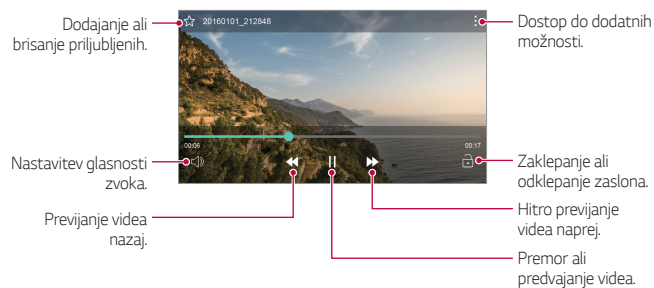 Dodajanje ali
brisanje priljubljenih.
20160101_212848
Dostop do dodatnih
možnosti.
00:06
00:17
Nastavitev glasnosti
zvoka.
Zaklepanje ali
odklepanje zaslona.
Previjanje videa
nazaj.
Hitro previjanje
videa naprej.
Premor ali
predvajanje videa.